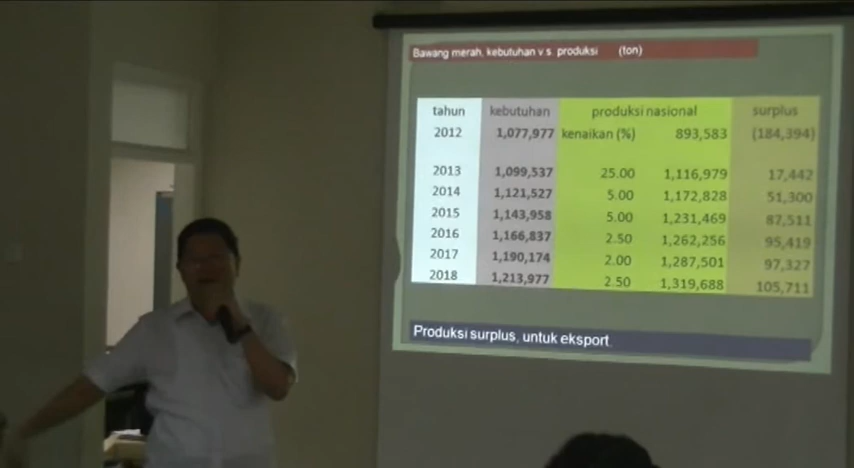 Bawang merah, kebutuhan v s produksi (ton)
tahun kebutuhan produksi nasional surplus
2012 1,077,977 kenaikan (%) 893,583 (184,394)
2013 1,099,537 25.00 1,116,979 17,442
2014 1,121,527 5.00 1,172,828 51,300
2015 1,143,958 5.00 1,231,469 87,511
2016 1,166,837 2.50 1,262,256 95,419
2017 1,190,174 2.00 1,287,501 97,327
2018 1,213,977 2.50 1,319,688 105,711
Produksi surplus, untuk eksport